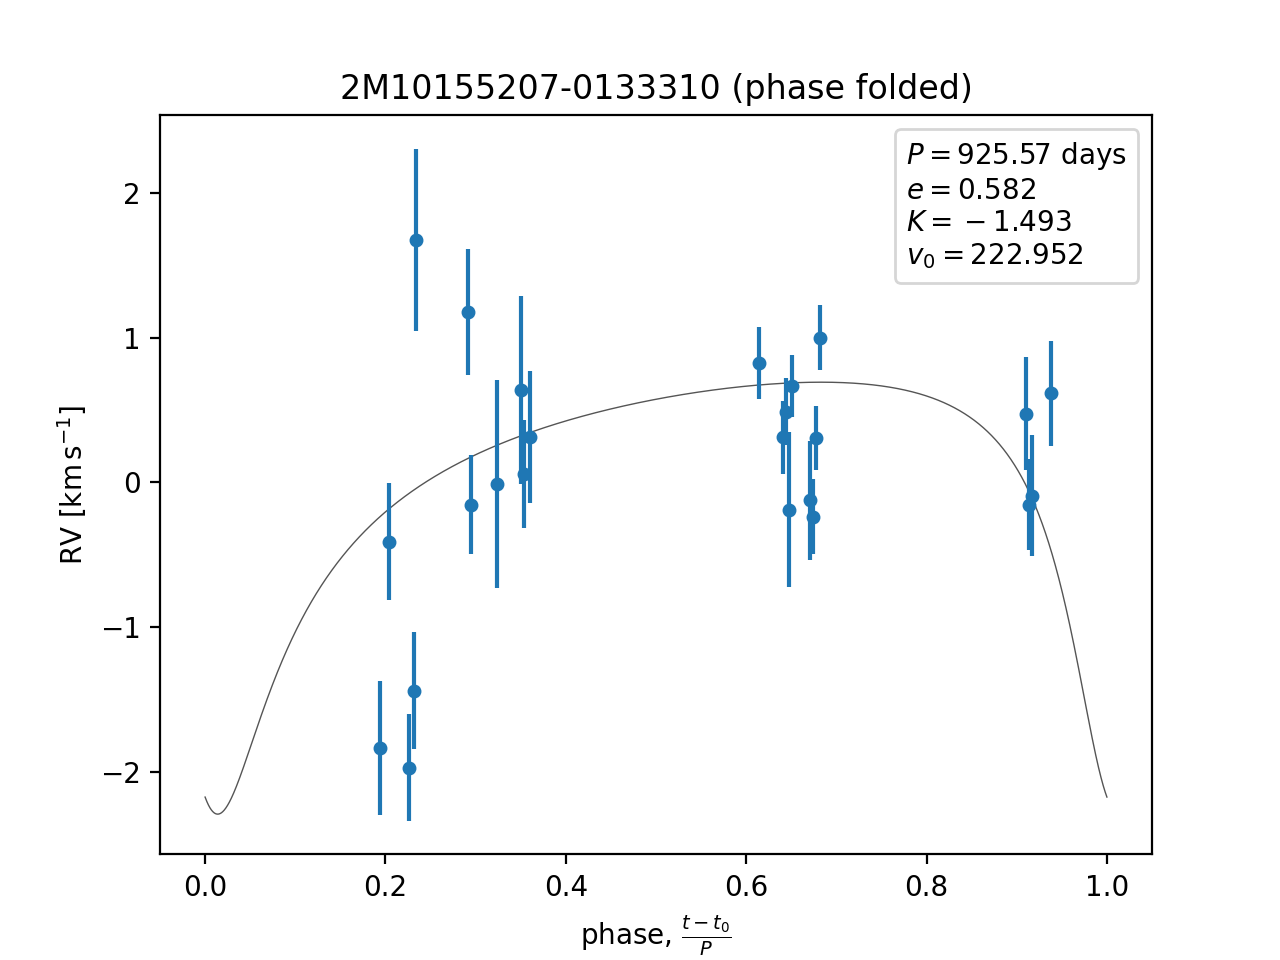 2M10155207-0133310 (phase folded)
P = 925.57 days
e = 0.582
K = −1.493
v₀ = 222.952
2
1
0
−1
−2
RV [km s⁻¹]
0.0 0.2 0.4 0.6 0.8 1.0
phase, (t − t₀)/P